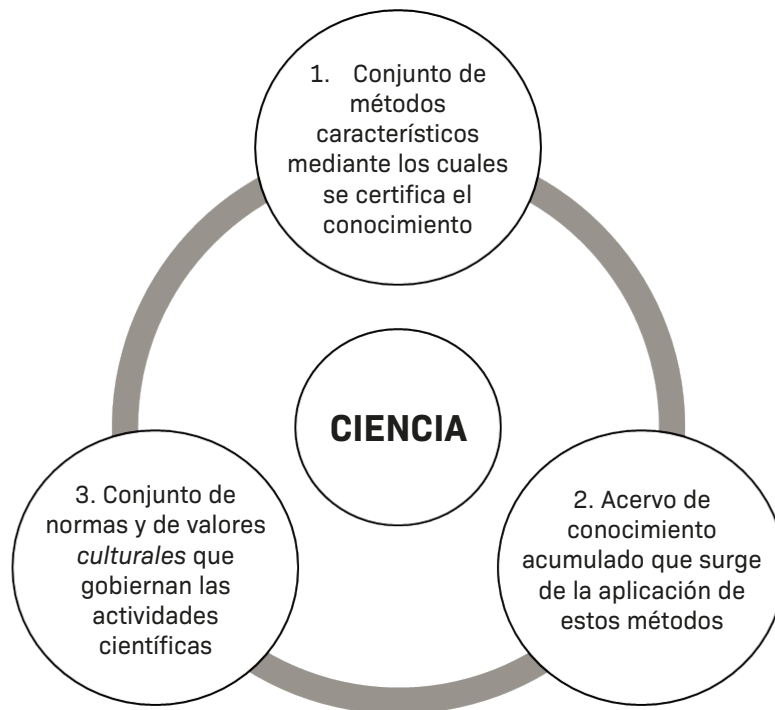 1. Conjunto de
métodos
característicos
mediante los cuales
se certifica el
conocimiento
CIENCIA
3. Conjunto de
normas y de valores
culturales que
gobiernan las
actividades
científicas
2. Acervo de
conocimiento
acumulado que surge
de la aplicación de
estos métodos